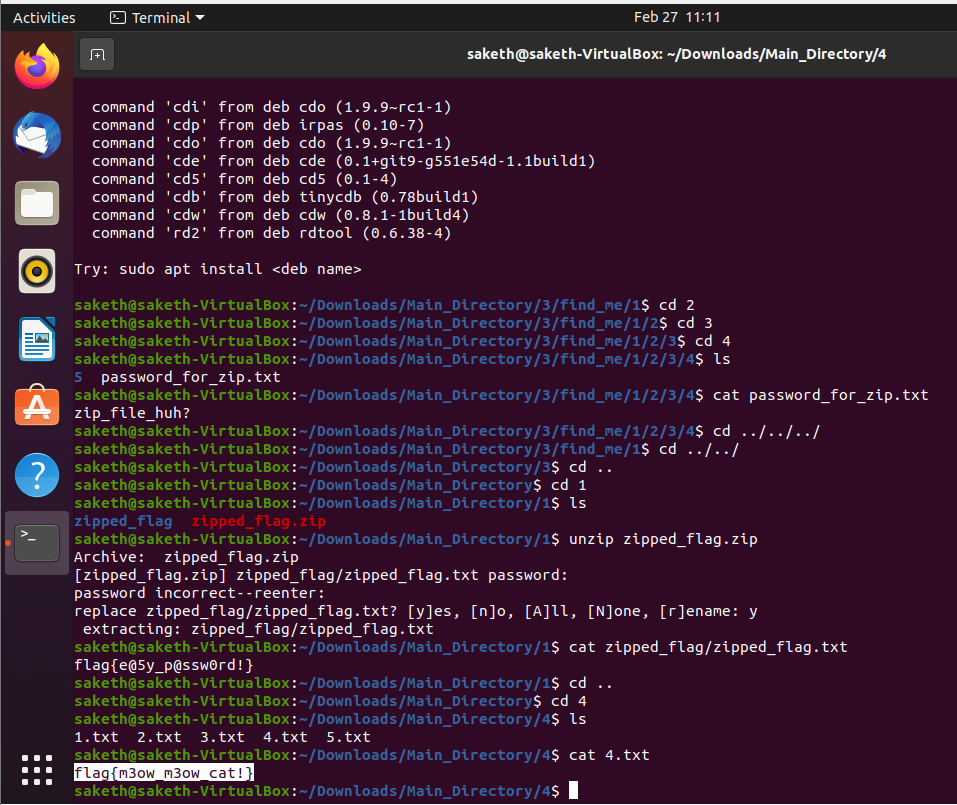 Activities Terminal Feb 27 11:11
saketh@saketh-VirtualBox: ~/Downloads/Main_Directory/4
command 'cdi' from deb cdo (1.9.9~rc1-1)
command 'cdp' from deb irpas (0.10-7)
command 'cdo' from deb cdo (1.9.9~rc1-1)
command 'cde' from deb cde (0.1+git9-g551e54d-1.1build1)
command 'cd5' from deb cd5 (0.1-4)
command 'cdb' from deb tinycdb (0.78build1)
command 'cdw' from deb cdw (0.8.1-1build4)
command 'rd2' from deb rdtool (0.6.38-4)
Try: sudo apt install <deb name>
saketh@saketh-VirtualBox:~/Downloads/Main_Directory/3/find_me/1$ cd 2
saketh@saketh-VirtualBox:~/Downloads/Main_Directory/3/find_me/1/2$ cd 3
saketh@saketh-VirtualBox:~/Downloads/Main_Directory/3/find_me/1/2/3$ cd 4
saketh@saketh-VirtualBox:~/Downloads/Main_Directory/3/find_me/1/2/3/4$ ls
5  password_for_zip.txt
saketh@saketh-VirtualBox:~/Downloads/Main_Directory/3/find_me/1/2/3/4$ cat password_for_zip.txt
zip_file_huh?
saketh@saketh-VirtualBox:~/Downloads/Main_Directory/3/find_me/1/2/3/4$ cd ../../../
saketh@saketh-VirtualBox:~/Downloads/Main_Directory/3/find_me/1$ cd ../../
saketh@saketh-VirtualBox:~/Downloads/Main_Directory/3$ cd ..
saketh@saketh-VirtualBox:~/Downloads/Main_Directory$ cd 1
saketh@saketh-VirtualBox:~/Downloads/Main_Directory/1$ ls
zipped_flag  zipped_flag.zip
saketh@saketh-VirtualBox:~/Downloads/Main_Directory/1$ unzip zipped_flag.zip
Archive:  zipped_flag.zip
[zipped_flag.zip] zipped_flag/zipped_flag.txt password:
password incorrect--reenter:
replace zipped_flag/zipped_flag.txt? [y]es, [n]o, [A]ll, [N]one, [r]ename: y
extracting: zipped_flag/zipped_flag.txt
saketh@saketh-VirtualBox:~/Downloads/Main_Directory/1$ cat zipped_flag/zipped_flag.txt
flag{e@5y_p@ssw0rd!}
saketh@saketh-VirtualBox:~/Downloads/Main_Directory/1$ cd ..
saketh@saketh-VirtualBox:~/Downloads/Main_Directory$ cd 4
saketh@saketh-VirtualBox:~/Downloads/Main_Directory/4$ ls
1.txt  2.txt  3.txt  4.txt  5.txt
saketh@saketh-VirtualBox:~/Downloads/Main_Directory/4$ cat 4.txt
flag{m3ow_m3ow_cat!}
saketh@saketh-VirtualBox:~/Downloads/Main_Directory/4$